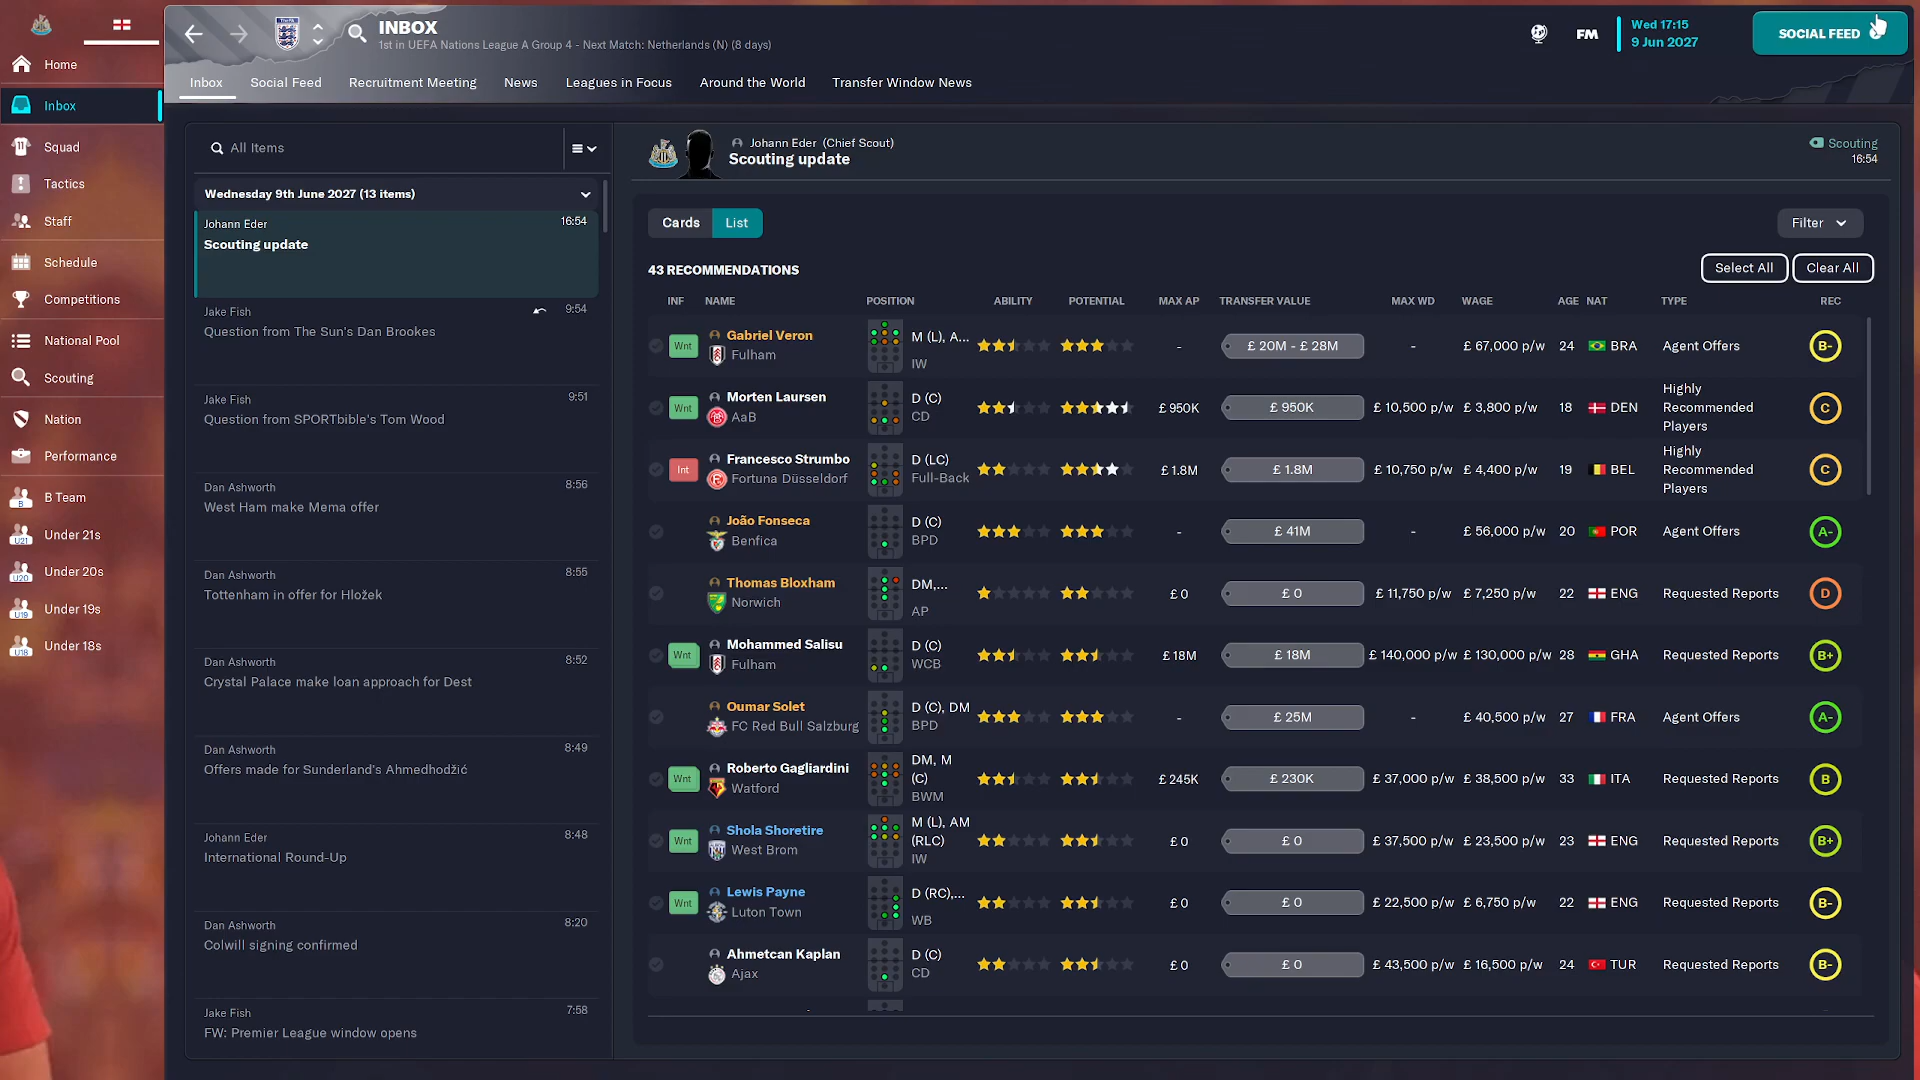 INBOX
1st in UEFA Nations League A Group 4 - Next Match: Netherlands (N) (8 days)
FM
Wed 17:15
9 Jun 2027
SOCIAL FEED
Home
Inbox
Squad
Tactics
Staff
Schedule
Competitions
National Pool
Scouting
Nation
Performance
B Team
Under 21s
Under 20s
Under 19s
Under 18s
Inbox Social Feed Recruitment Meeting News Leagues in Focus Around the World Transfer Window News
All Items
Wednesday 9th June 2027 (13 items)
Johann Eder 16:54
Scouting update
Jake Fish 9:54
Question from The Sun's Dan Brookes
Jake Fish 9:51
Question from SPORTbible's Tom Wood
Dan Ashworth 8:56
West Ham make Mema offer
Dan Ashworth 8:55
Tottenham in offer for Hložek
Dan Ashworth 8:52
Crystal Palace make loan approach for Dest
Dan Ashworth 8:49
Offers made for Sunderland's Ahmedhodžić
Johann Eder 8:48
International Round-Up
Dan Ashworth 8:20
Colwill signing confirmed
Jake Fish 7:58
FW: Premier League window opens
Johann Eder (Chief Scout)
Scouting update
Scouting
16:54
Cards List
Filter
43 RECOMMENDATIONS
Select All Clear All
INF NAME POSITION ABILITY POTENTIAL MAX AP TRANSFER VALUE MAX WD WAGE AGE NAT TYPE REC
Wnt Gabriel Veron Fulham M (L), A... IW - £ 20M - £ 28M - £ 67,000 p/w 24 BRA Agent Offers B-
Wnt Morten Laursen AaB D (C) CD £ 950K £ 950K £ 10,500 p/w £ 3,800 p/w 18 DEN Highly Recommended Players C
Int Francesco Strumbo Fortuna Düsseldorf D (LC) Full-Back £ 1.8M £ 1.8M £ 10,750 p/w £ 4,400 p/w 19 BEL Highly Recommended Players C
João Fonseca Benfica D (C) BPD - £ 41M - £ 56,000 p/w 20 POR Agent Offers A-
Thomas Bloxham Norwich DM,... AP £ 0 £ 0 £ 11,750 p/w £ 7,250 p/w 22 ENG Requested Reports D
Wnt Mohammed Salisu Fulham D (C) WCB £ 18M £ 18M £ 140,000 p/w £ 130,000 p/w 28 GHA Requested Reports B+
Oumar Solet FC Red Bull Salzburg D (C), DM BPD - £ 25M - £ 40,500 p/w 27 FRA Agent Offers A-
Wnt Roberto Gagliardini Watford DM, M (C) BWM £ 245K £ 230K £ 37,000 p/w £ 38,500 p/w 33 ITA Requested Reports B
Wnt Shola Shoretire West Brom M (L), AM (RLC) IW £ 0 £ 0 £ 37,500 p/w £ 23,500 p/w 23 ENG Requested Reports B+
Wnt Lewis Payne Luton Town D (RC),... WB £ 0 £ 0 £ 22,500 p/w £ 6,750 p/w 22 ENG Requested Reports B-
Ahmetcan Kaplan Ajax D (C) CD £ 0 £ 0 £ 43,500 p/w £ 16,500 p/w 24 TUR Requested Reports B-